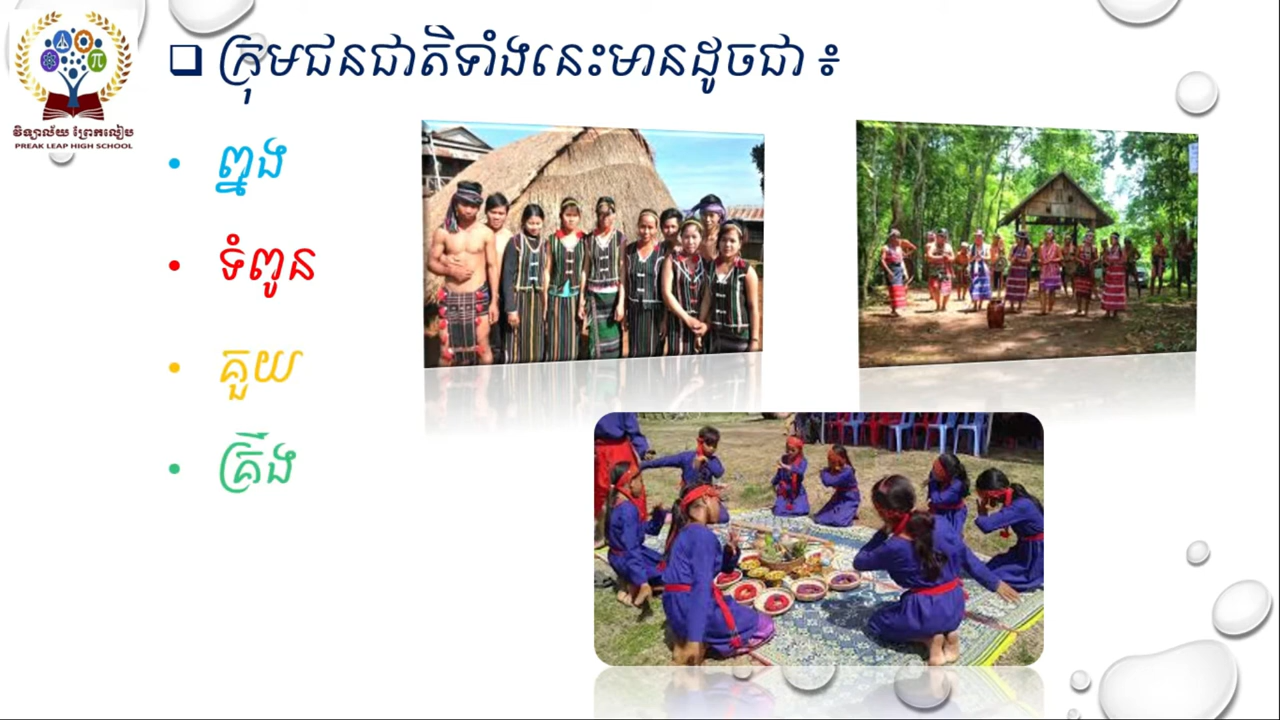 វិទ្យាល័យ ព្រែកលៀប
PREAK LEAP HIGH SCHOOL
ក្រុមជនជាតិទាំងនេះមានដូចជា ៖
ព្នង
ទំពូន
គួយ
គ្រឹង